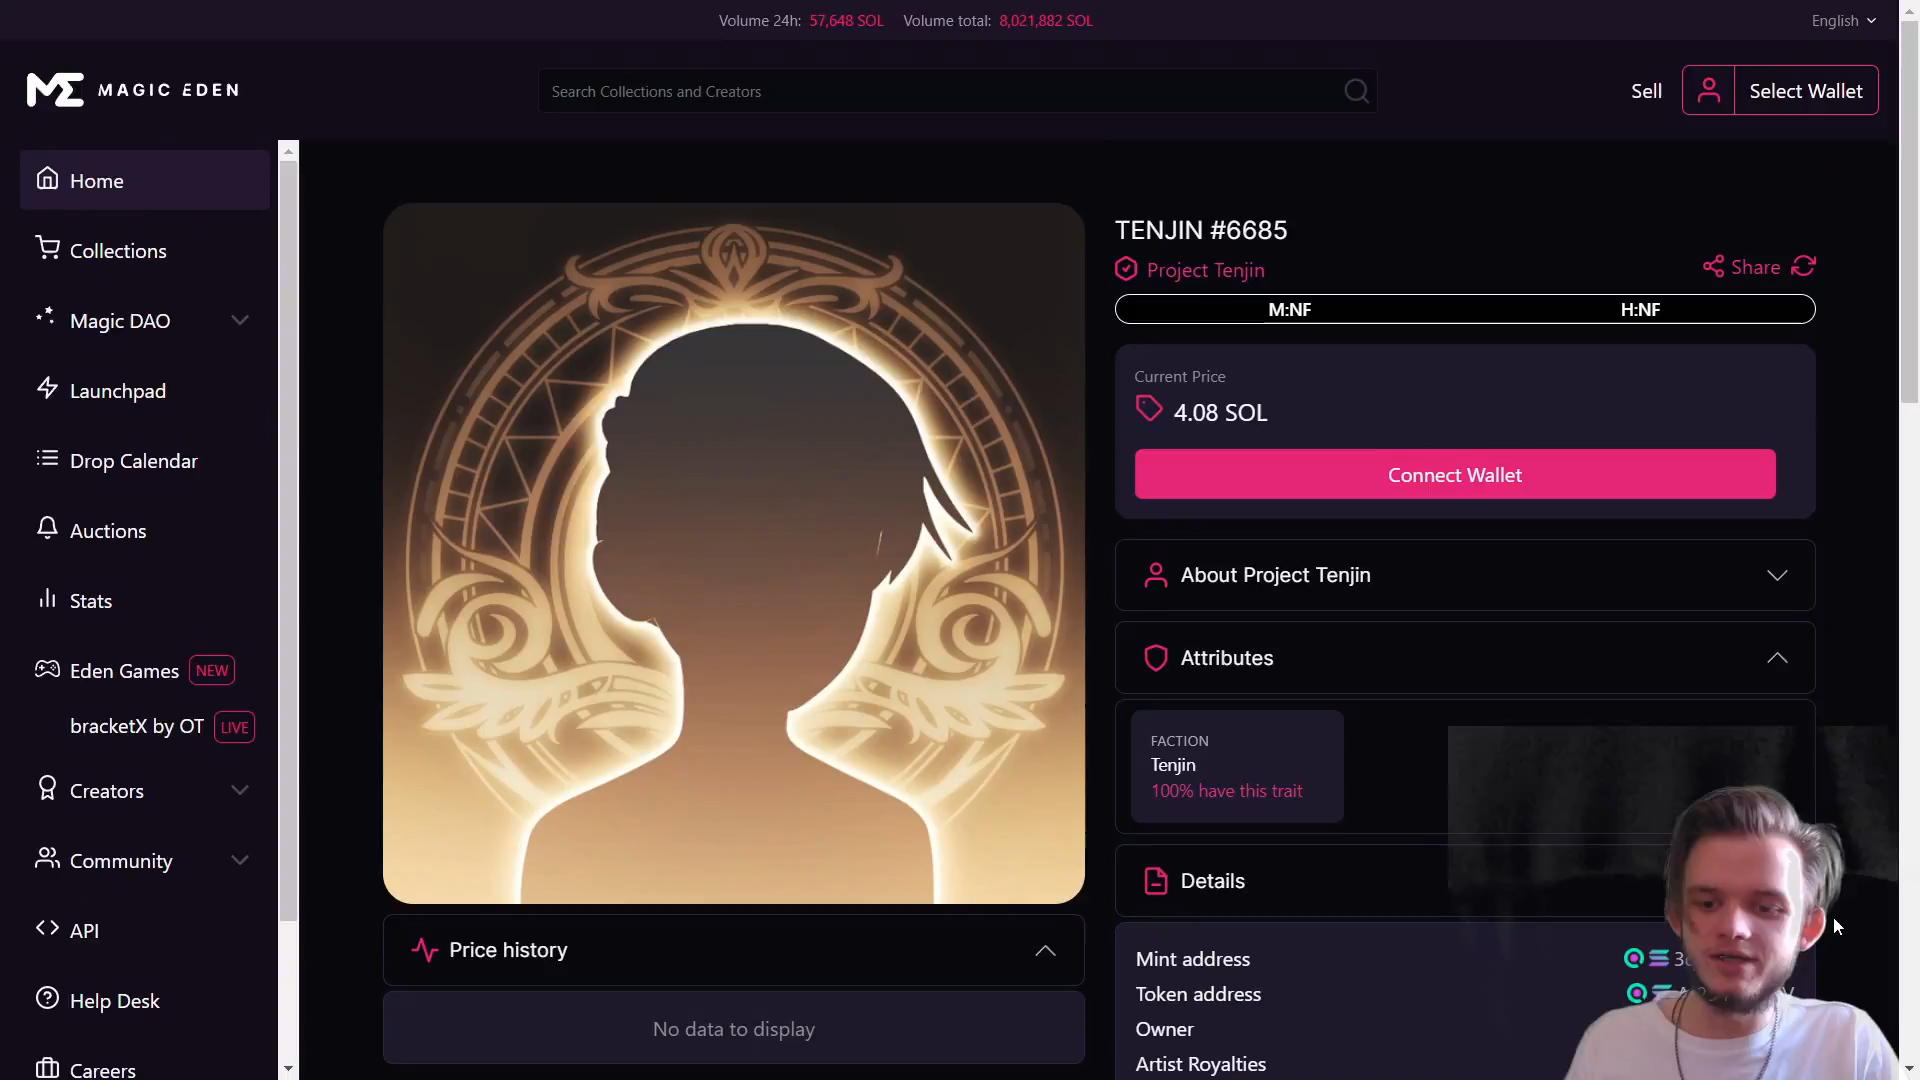 Volume 24h: 57,648 SOL Volume total: 8,021,882 SOL
English
MAGIC EDEN
Search Collections and Creators
Sell
Select Wallet
Home
Collections
Magic DAO
Launchpad
Drop Calendar
Auctions
Stats
Eden Games NEW
bracketX by OT LIVE
Creators
Community
API
Help Desk
Careers
TENJIN #6685
Project Tenjin
Share
M:NF H:NF
Current Price
4.08 SOL
Connect Wallet
About Project Tenjin
Attributes
FACTION
Tenjin
100% have this trait
Details
Mint address
Token address
Owner
Artist Royalties
Price history
No data to display